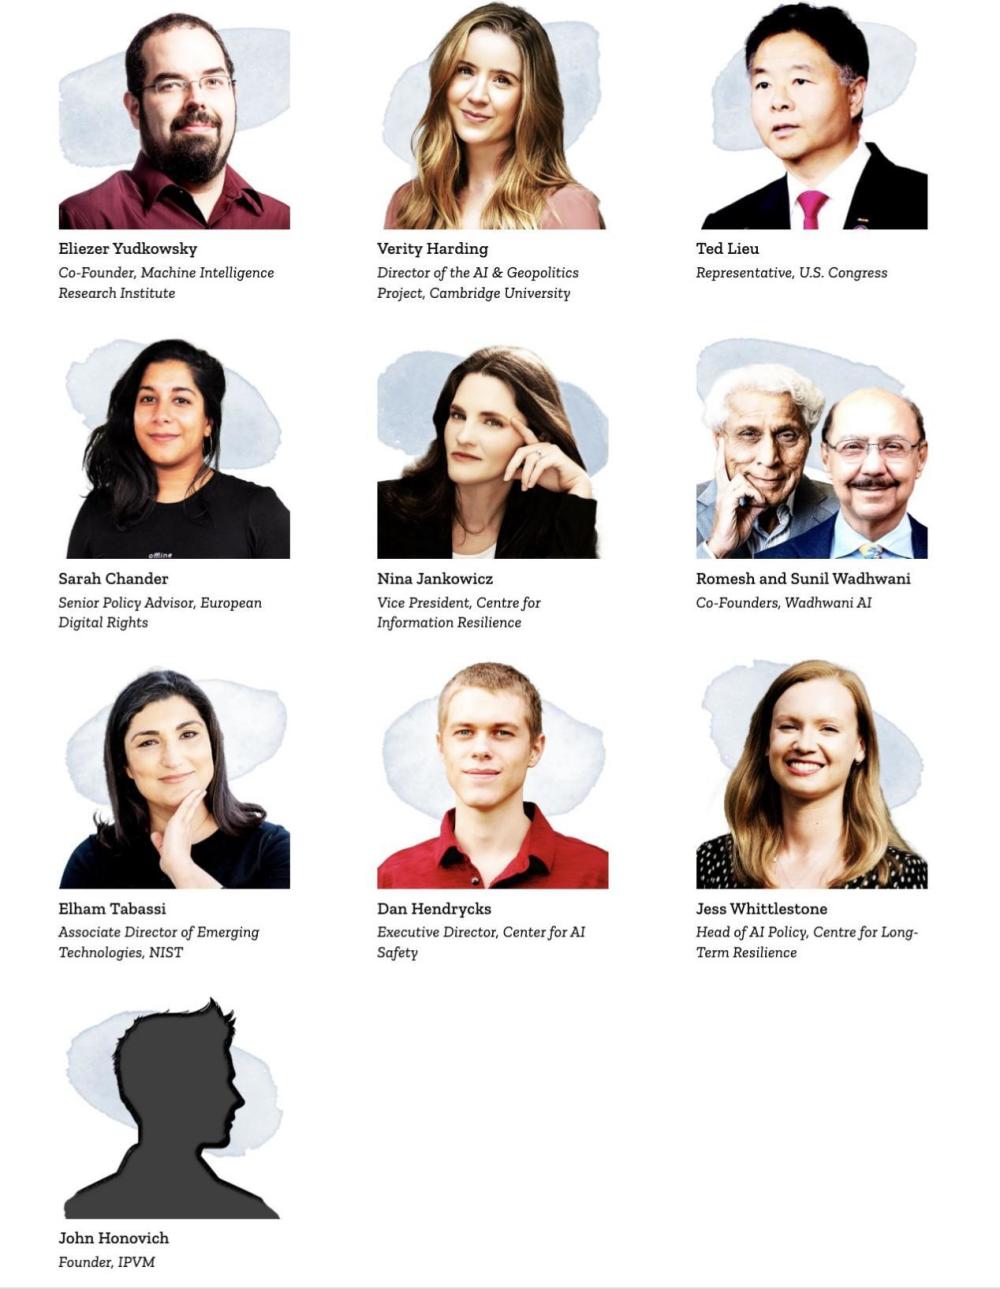 Eliezer Yudkowsky
Co-Founder, Machine Intelligence
Research Institute
Verity Harding
Director of the AI & Geopolitics
Project, Cambridge University
Ted Lieu
Representative, U.S. Congress
offline
Sarah Chander
Senior Policy Advisor, European
Digital Rights
Nina Jankowicz
Vice President, Centre for
Information Resilience
Romesh and Sunil Wadhwani
Co-Founders, Wadhwani AI
Elham Tabassi
Associate Director of Emerging
Technologies, NIST
Dan Hendrycks
Executive Director, Center for AI
Safety
Jess Whittlestone
Head of AI Policy, Centre for Long-
Term Resilience
John Honovich
Founder, IPVM